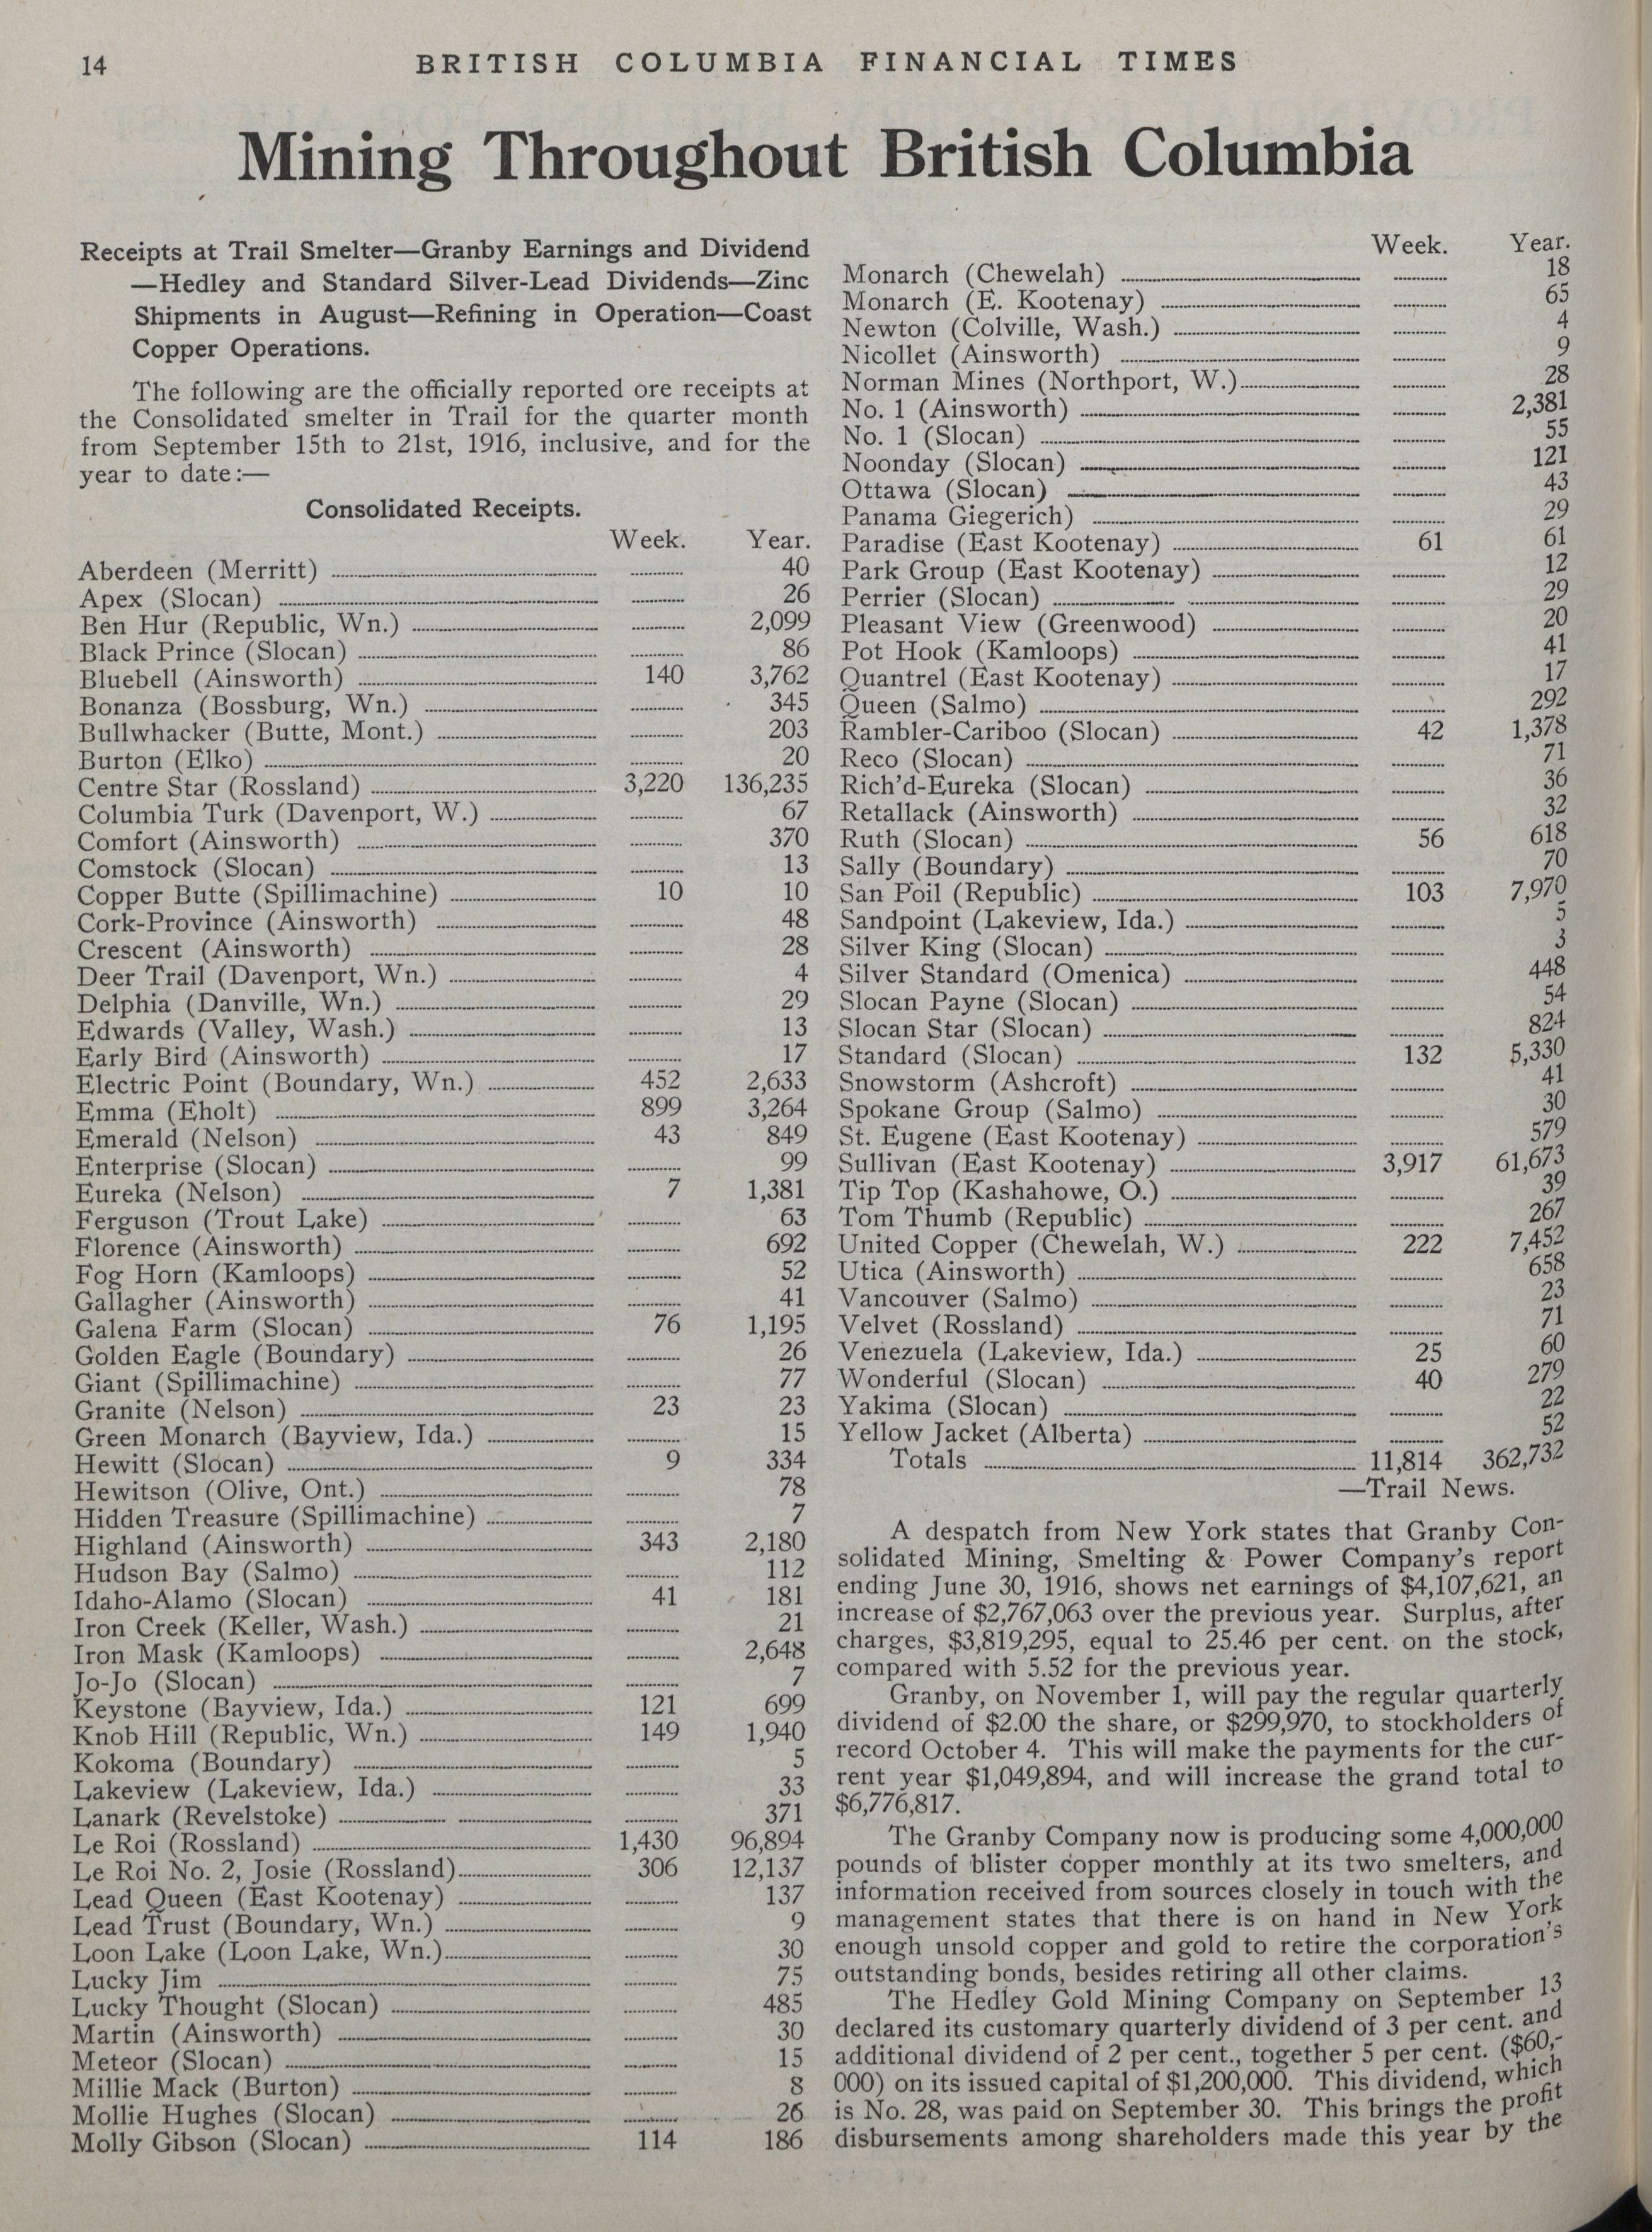 14
BRITISH COLUMBIA FINANCIAL TIMES
Mining Throughout British Columbia
Receipts at Trail Smelter—Granby Earnings and Dividend
—Hedley and Standard Silver-Lead Dividends—Zinc
Shipments in August—Refining in Operation—Coast
Copper Operations.
The following are the officially reported ore receipts at
the Consolidated smelter in Trail for the quarter month
from September 15th to 21st, 1916, inclusive, and for the
year to date:—
Consolidated Receipts.
Week. Year.
Aberdeen (Merritt) 40
Apex (Slocan) 26
Ben Hur (Republic, Wn.) 2,099
Black Prince (Slocan) 86
Bluebell (Ainsworth) 140 3,762
Bonanza (Bossburg, Wn.) 345
Bullwhacker (Butte, Mont.) 203
Burton (Elko) 20
Centre Star (Rossland) 3,220 136,235
Columbia Turk (Davenport, W.) 67
Comfort (Ainsworth) 370
Comstock (Slocan) 13
Copper Butte (Spillimachine) 10 10
Cork-Province (Ainsworth) 48
Crescent (Ainsworth) 28
Deer Trail (Davenport, Wn.) 4
Delphia (Danville, Wn.) 29
Edwards (Valley, Wash.) 13
Early Bird (Ainsworth) 17
Electric Point (Boundary, Wn.) 452 2,633
Emma (Eholt) 899 3,264
Emerald (Nelson) 43 849
Enterprise (Slocan) 99
Eureka (Nelson) 7 1,381
Ferguson (Trout Lake) 63
Florence (Ainsworth) 692
Fog Horn (Kamloops) 52
Gallagher (Ainsworth) 41
Galena Farm (Slocan) 76 1,195
Golden Eagle (Boundary) 26
Giant (Spillimachine) 77
Granite (Nelson) 23 23
Green Monarch (Bayview, Ida.) 15
Hewitt (Slocan) 9 334
Hewitson (Olive, Ont.) 78
Hidden Treasure (Spillimachine) 7
Highland (Ainsworth) 343 2,180
Hudson Bay (Salmo) 112
Idaho-Alamo (Slocan) 41 181
Iron Creek (Keller, Wash.) 21
Iron Mask (Kamloops) 2,648
Jo-Jo (Slocan) 7
Keystone (Bayview, Ida.) 121 699
Knob Hill (Republic, Wn.) 149 1,940
Kokoma (Boundary) 5
Lakeview (Lakeview, Ida.) 33
Lanark (Revelstoke) 371
Le Roi (Rossland) 1,430 96,894
Le Roi No. 2, Josie (Rossland) 306 12,137
Lead Queen (East Kootenay) 137
Lead Trust (Boundary, Wn.) 9
Loon Lake (Loon Lake, Wn.) 30
Lucky Jim 75
Lucky Thought (Slocan) 485
Martin (Ainsworth) 30
Meteor (Slocan) 15
Millie Mack (Burton) 8
Mollie Hughes (Slocan) 26
Molly Gibson (Slocan) 114 186
Week. Year.
Monarch (Chewelah) 18
Monarch (E. Kootenay) 65
Newton (Colville, Wash.) 4
Nicollet (Ainsworth) 9
Norman Mines (Northport, W.) 28
No. 1 (Ainsworth) 2,381
No. 1 (Slocan) 55
Noonday (Slocan) 121
Ottawa (Slocan) 43
Panama Giegerich) 29
Paradise (East Kootenay) 61 61
Park Group (East Kootenay) 12
Perrier (Slocan) 29
Pleasant View (Greenwood) 20
Pot Hook (Kamloops) 41
Quantrel (East Kootenay) 17
Queen (Salmo) 292
Rambler-Cariboo (Slocan) 42 1,378
Reco (Slocan) 71
Rich'd-Eureka (Slocan) 36
Retallack (Ainsworth) 32
Ruth (Slocan) 56 618
Sally (Boundary) 70
San Poil (Republic) 103 7,970
Sandpoint (Lakeview, Ida.) 5
Silver King (Slocan) 3
Silver Standard (Omenica) 448
Slocan Payne (Slocan) 54
Slocan Star (Slocan) 824
Standard (Slocan) 132 5,330
Snowstorm (Ashcroft) 41
Spokane Group (Salmo) 30
St. Eugene (East Kootenay) 579
Sullivan (East Kootenay) 3,917 61,673
Tip Top (Kashahowe, O.) 39
Tom Thumb (Republic) 267
United Copper (Chewelah, W.) 222 7,452
Utica (Ainsworth) 658
Vancouver (Salmo) 23
Velvet (Rossland) 71
Venezuela (Lakeview, Ida.) 25 60
Wonderful (Slocan) 40 279
Yakima (Slocan) 22
Yellow Jacket (Alberta) 52
Totals 11,814 362,732
—Trail News.
A despatch from New York states that Granby Con-
solidated Mining, Smelting & Power Company's report
ending June 30, 1916, shows net earnings of $4,107,621, an
increase of $2,767,063 over the previous year. Surplus, after
charges, $3,819,295, equal to 25.46 per cent. on the stock,
compared with 5.52 for the previous year.
Granby, on November 1, will pay the regular quarterly
dividend of $2.00 the share, or $299,970, to stockholders of
record October 4. This will make the payments for the cur-
rent year $1,049,894, and will increase the grand total to
$6,776,817.
The Granby Company now is producing some 4,000,000
pounds of blister copper monthly at its two smelters, and
information received from sources closely in touch with the
management states that there is on hand in New York
enough unsold copper and gold to retire the corporation's
outstanding bonds, besides retiring all other claims.
The Hedley Gold Mining Company on September 13
declared its customary quarterly dividend of 3 per cent. and
additional dividend of 2 per cent., together 5 per cent. ($60,-
000) on its issued capital of $1,200,000. This dividend, which
is No. 28, was paid on September 30. This brings the profit
disbursements among shareholders made this year by the